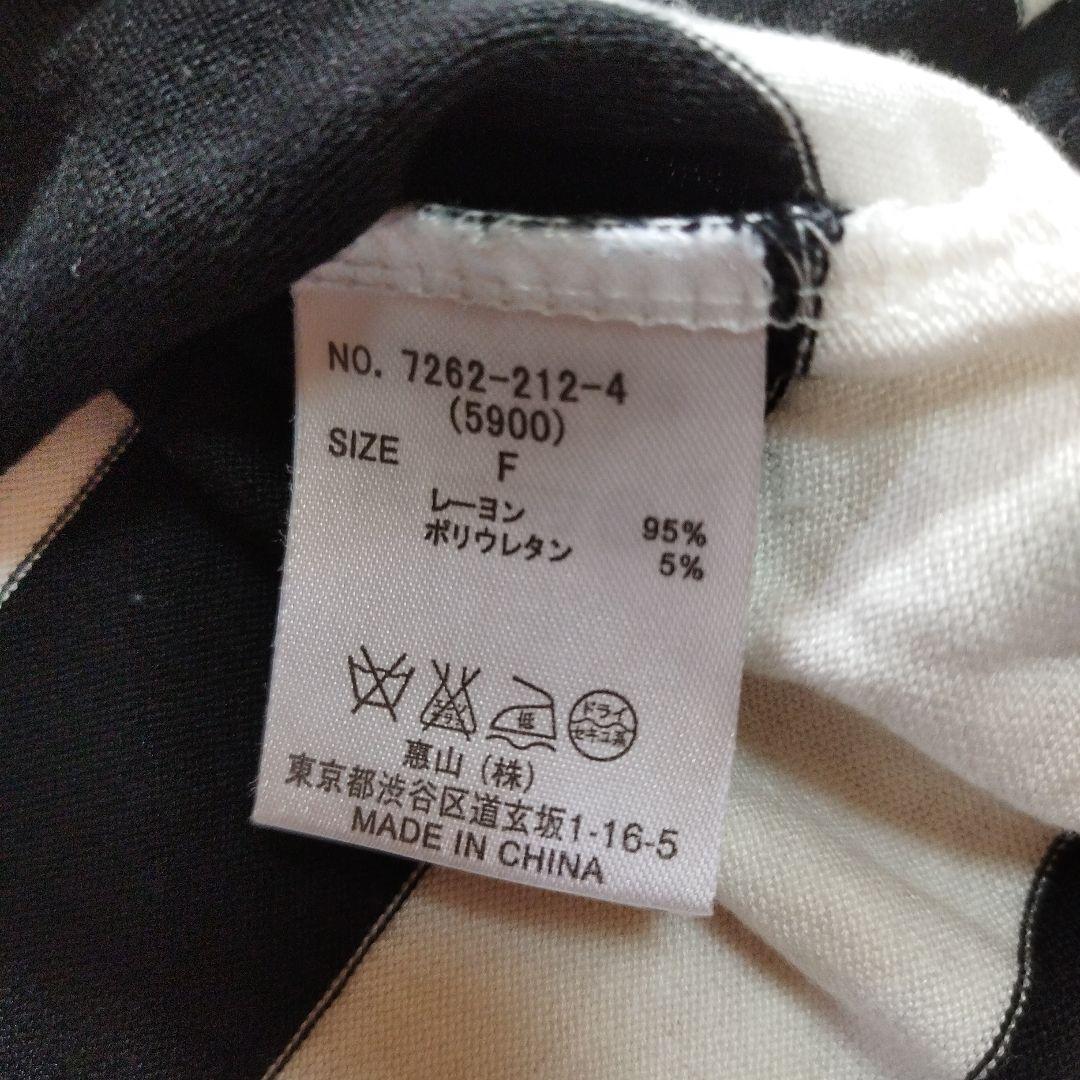 NO. 7262-212-4
(5900)
SIZE F
レーヨン 95%
ポリウレタン 5%
低 ドライ
セキユ系
惠山(株)
東京都渋谷区道玄坂1-16-5
MADE IN CHINA